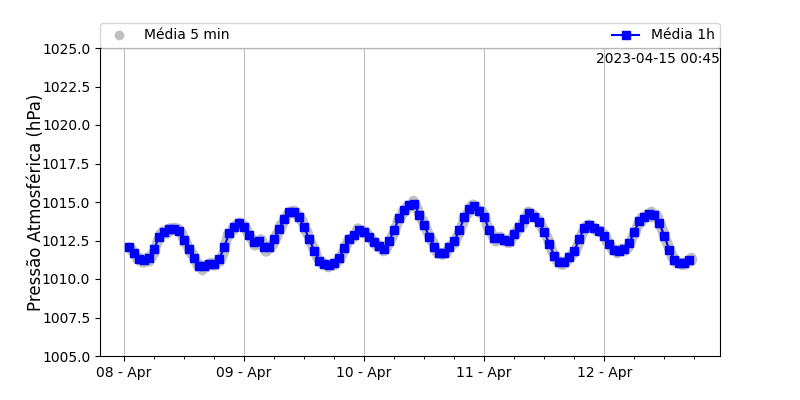 Média 5 min
Média 1h
2023-04-15 00:45
Pressão Atmosférica (hPa)
1025.0
1022.5
1020.0
1017.5
1015.0
1012.5
1010.0
1007.5
1005.0
08 - Apr
09 - Apr
10 - Apr
11 - Apr
12 - Apr